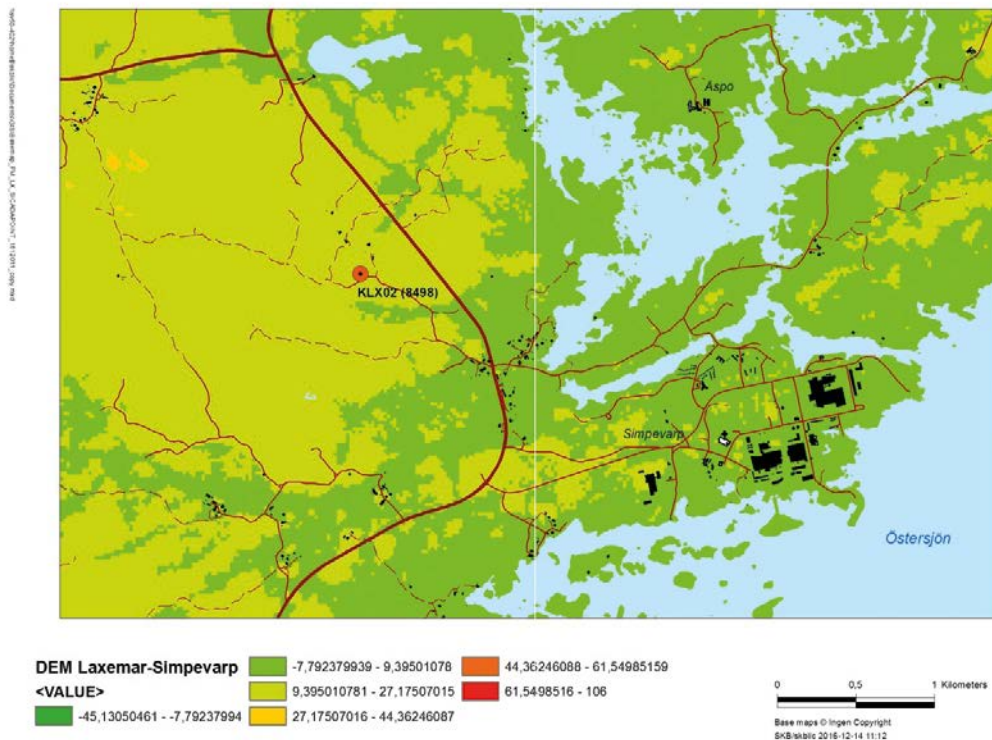 Äspö
KLX02 (8498)
Simpevarp
Östersjön
DEM Laxemar-Simpevarp
<VALUE>
-45,13050461 - -7,79237994
-7,792379939 - 9,39501078
9,395010781 - 27,17507015
27,17507016 - 44,36246087
44,36246088 - 61,54985159
61,5498516 - 106
0 0,5 1 Kilometers
Base maps © Ingen Copyright
SKB/skblic 2016-12-14 11:12